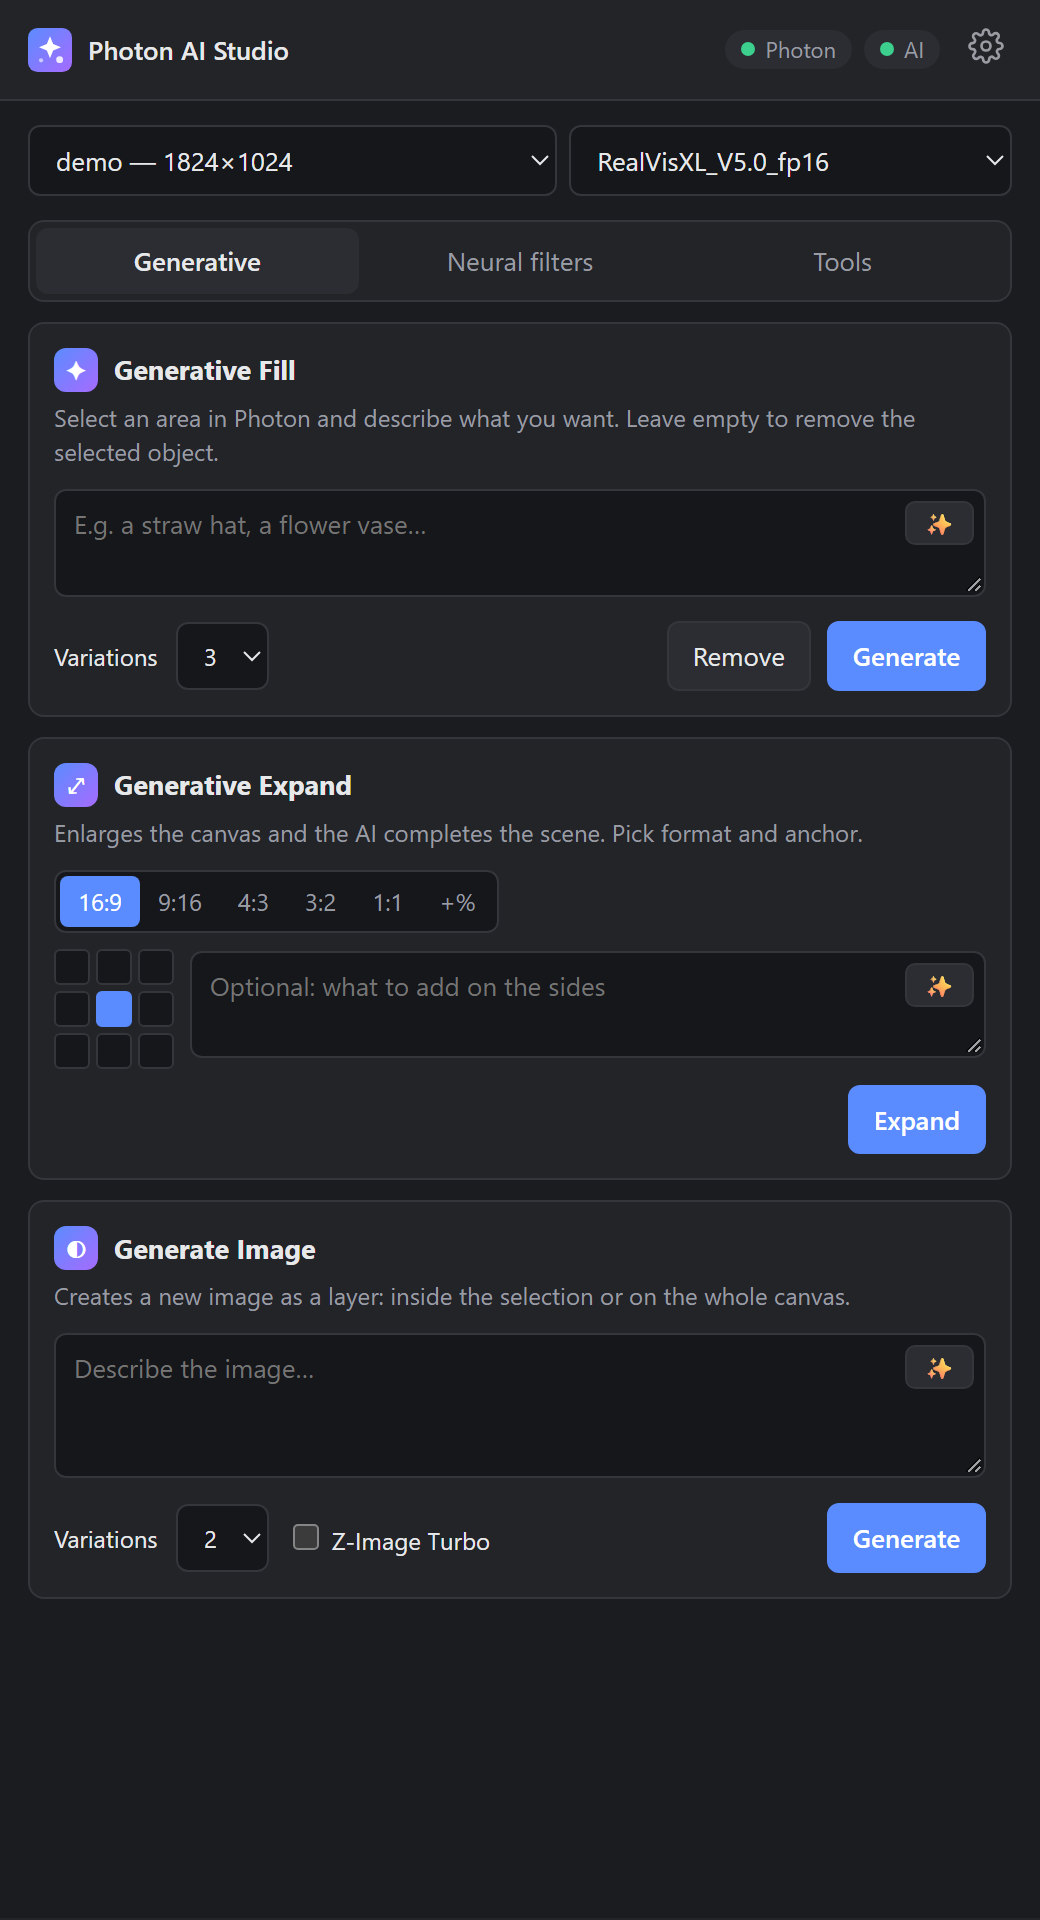 Photon AI Studio
Photon
AI
demo — 1824×1024
RealVisXL_V5.0_fp16
Generative
Neural filters
Tools
Generative Fill
Select an area in Photon and describe what you want. Leave empty to remove the
selected object.
E.g. a straw hat, a flower vase...
Variations
3
Remove
Generate
Generative Expand
Enlarges the canvas and the AI completes the scene. Pick format and anchor.
16:9
9:16
4:3
3:2
1:1
+%
Optional: what to add on the sides
Expand
Generate Image
Creates a new image as a layer: inside the selection or on the whole canvas.
Describe the image...
Variations
2
Z-Image Turbo
Generate